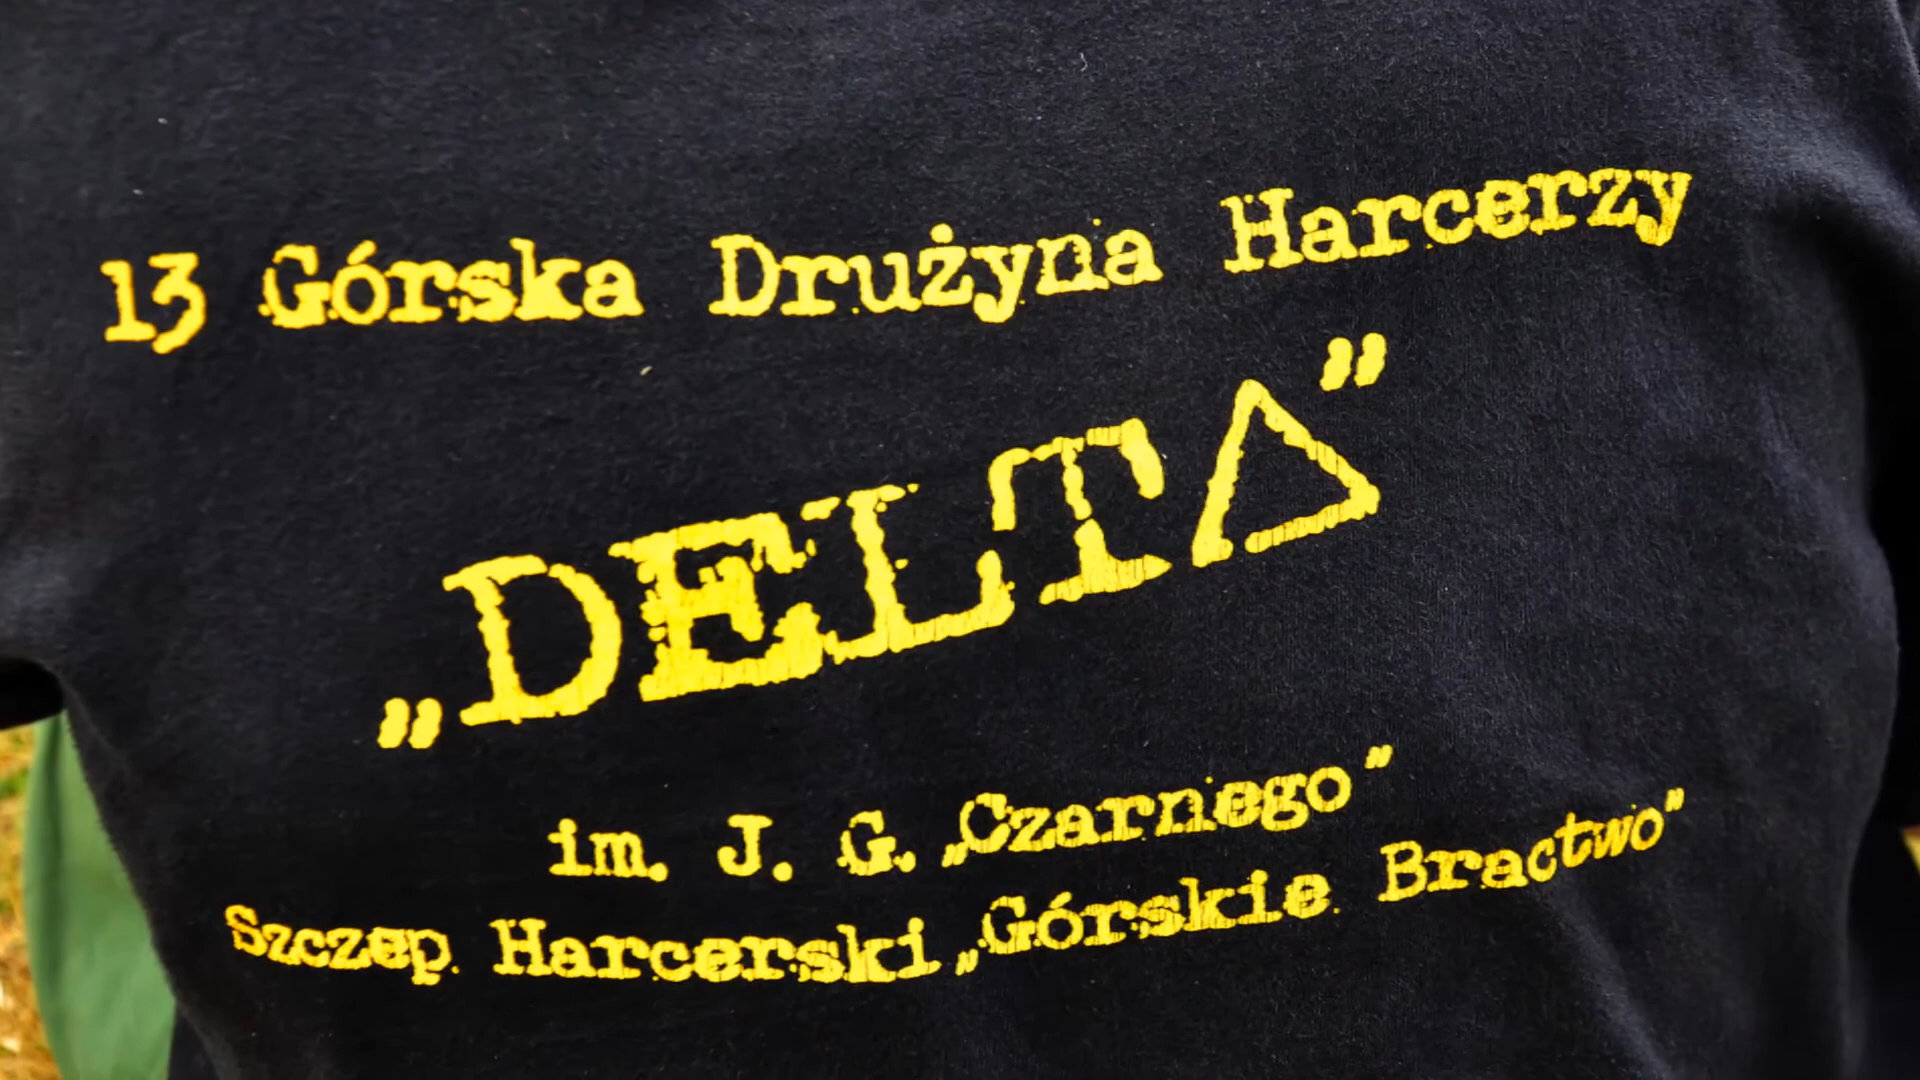 13 Górska Drużyna Harcerzy
„DELTA”
im. J. G. „Czarnego”
Szczep Harcerski „Górskie Bractwo”